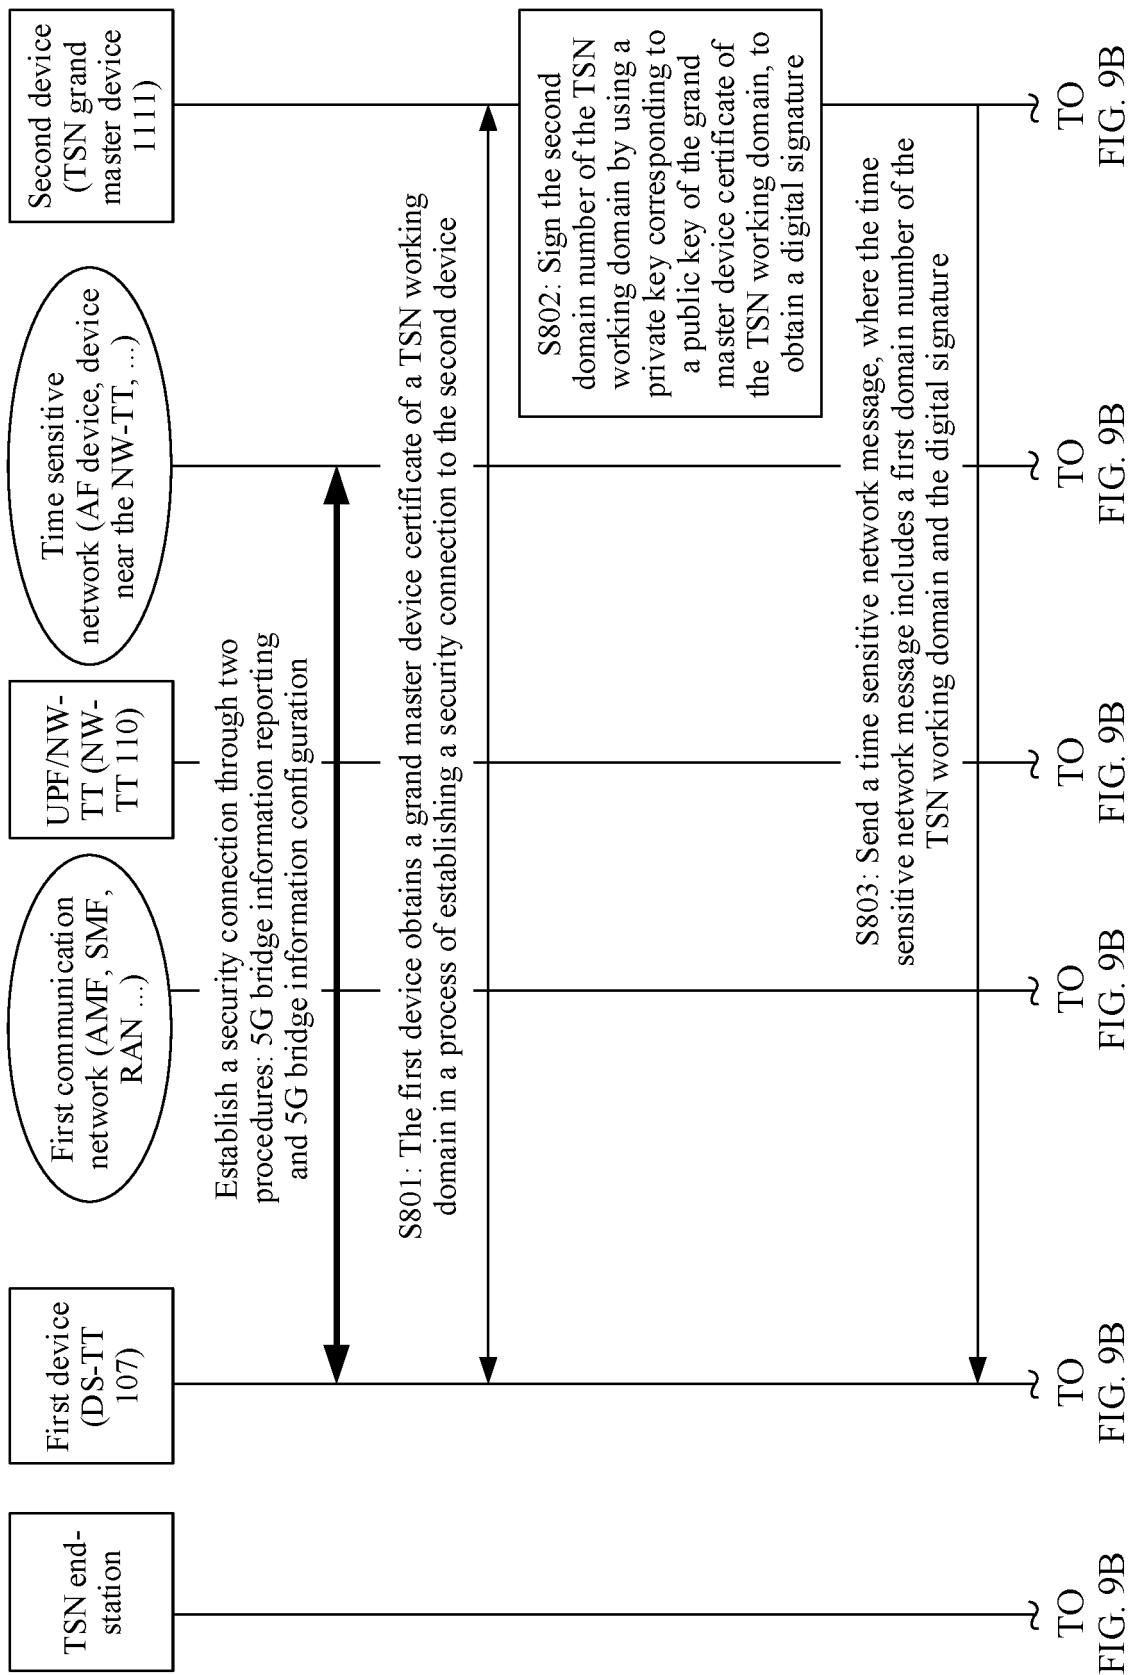 TSN end-
station
First device
(DS-TT
107)
First communication
network (AMF, SMF,
RAN ...)
UPF/NW-
TT (NW-
TT 110)
Time sensitive
network (AF device, device
near the NW-TT, ...)
Second device
(TSN grand
master device
1111)
Establish a security connection through two
procedures: 5G bridge information reporting
and 5G bridge information configuration
S801: The first device obtains a grand master device certificate of a TSN working
domain in a process of establishing a security connection to the second device
S802: Sign the second
domain number of the TSN
working domain by using a
private key corresponding to
a public key of the grand
master device certificate of
the TSN working domain, to
obtain a digital signature
S803: Send a time sensitive network message, where the time
sensitive network message includes a first domain number of the
TSN working domain and the digital signature
TO
FIG. 9B
TO
FIG. 9B
TO
FIG. 9B
TO
FIG. 9B
TO
FIG. 9B
TO
FIG. 9B